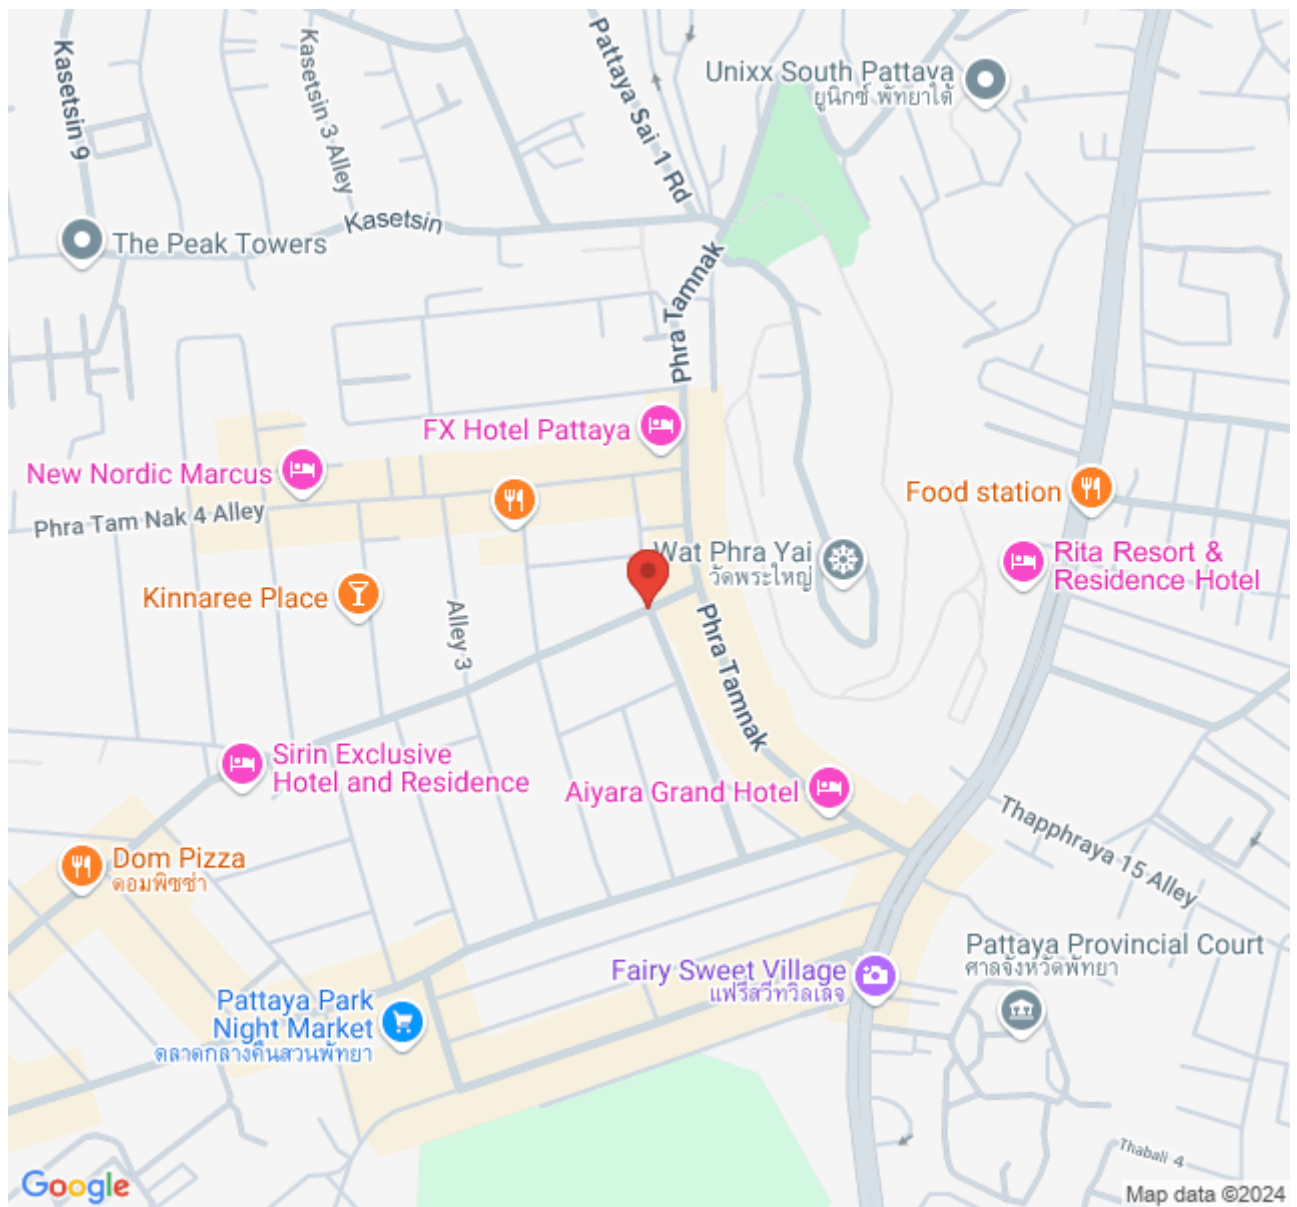 Kasetsin 9
Kasetsin 3 Alley
Pattaya Sai 1 Rd
Unixx South Pattaya
ยูนิกซ์ พัทยาใต้
Kasetsin
The Peak Towers
Phra Tamnak
FX Hotel Pattaya
New Nordic Marcus
Food station
Phra Tam Nak 4 Alley
Wat Phra Yai
วัดพระใหญ่
Rita Resort &
Residence Hotel
Kinnaree Place
Alley 3
Phra Tamnak
Sirin Exclusive
Hotel and Residence
Aiyara Grand Hotel
Thapphraya 15 Alley
Dom Pizza
ดอมพิซซ่า
Pattaya Provincial Court
ศาลจังหวัดพัทยา
Fairy Sweet Village
แฟรี่สวีทวิลเลจ
Pattaya Park
Night Market
ตลาดกลางคืนสวนพัทยา
Thabali 4
Google
Map data ©2024